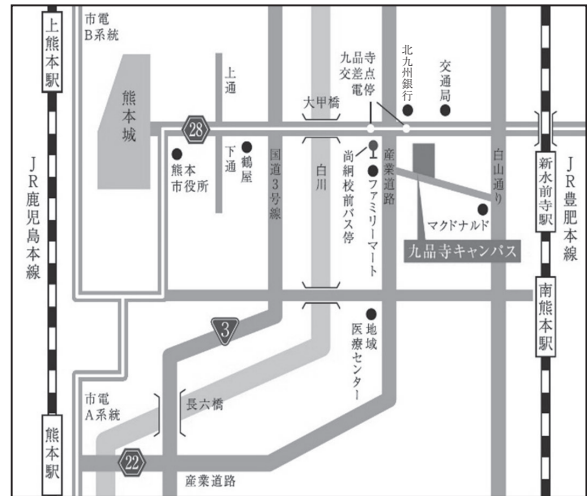 上熊本駅
市電
B系統
熊本城
上通
28
下通
鶴屋
熊本
市役所
JR鹿児島本線
国道3号線
大甲橋
白川
九品寺
交差点
電停
北九州銀行
交通局
尚絅校前バス停
ファミリーマート
産業道路
マクドナルド
九品寺キャンパス
白山通り
新水前寺駅
JR豊肥本線
南熊本駅
3
地域
医療センター
市電
A系統
長六橋
熊本駅
22
産業道路